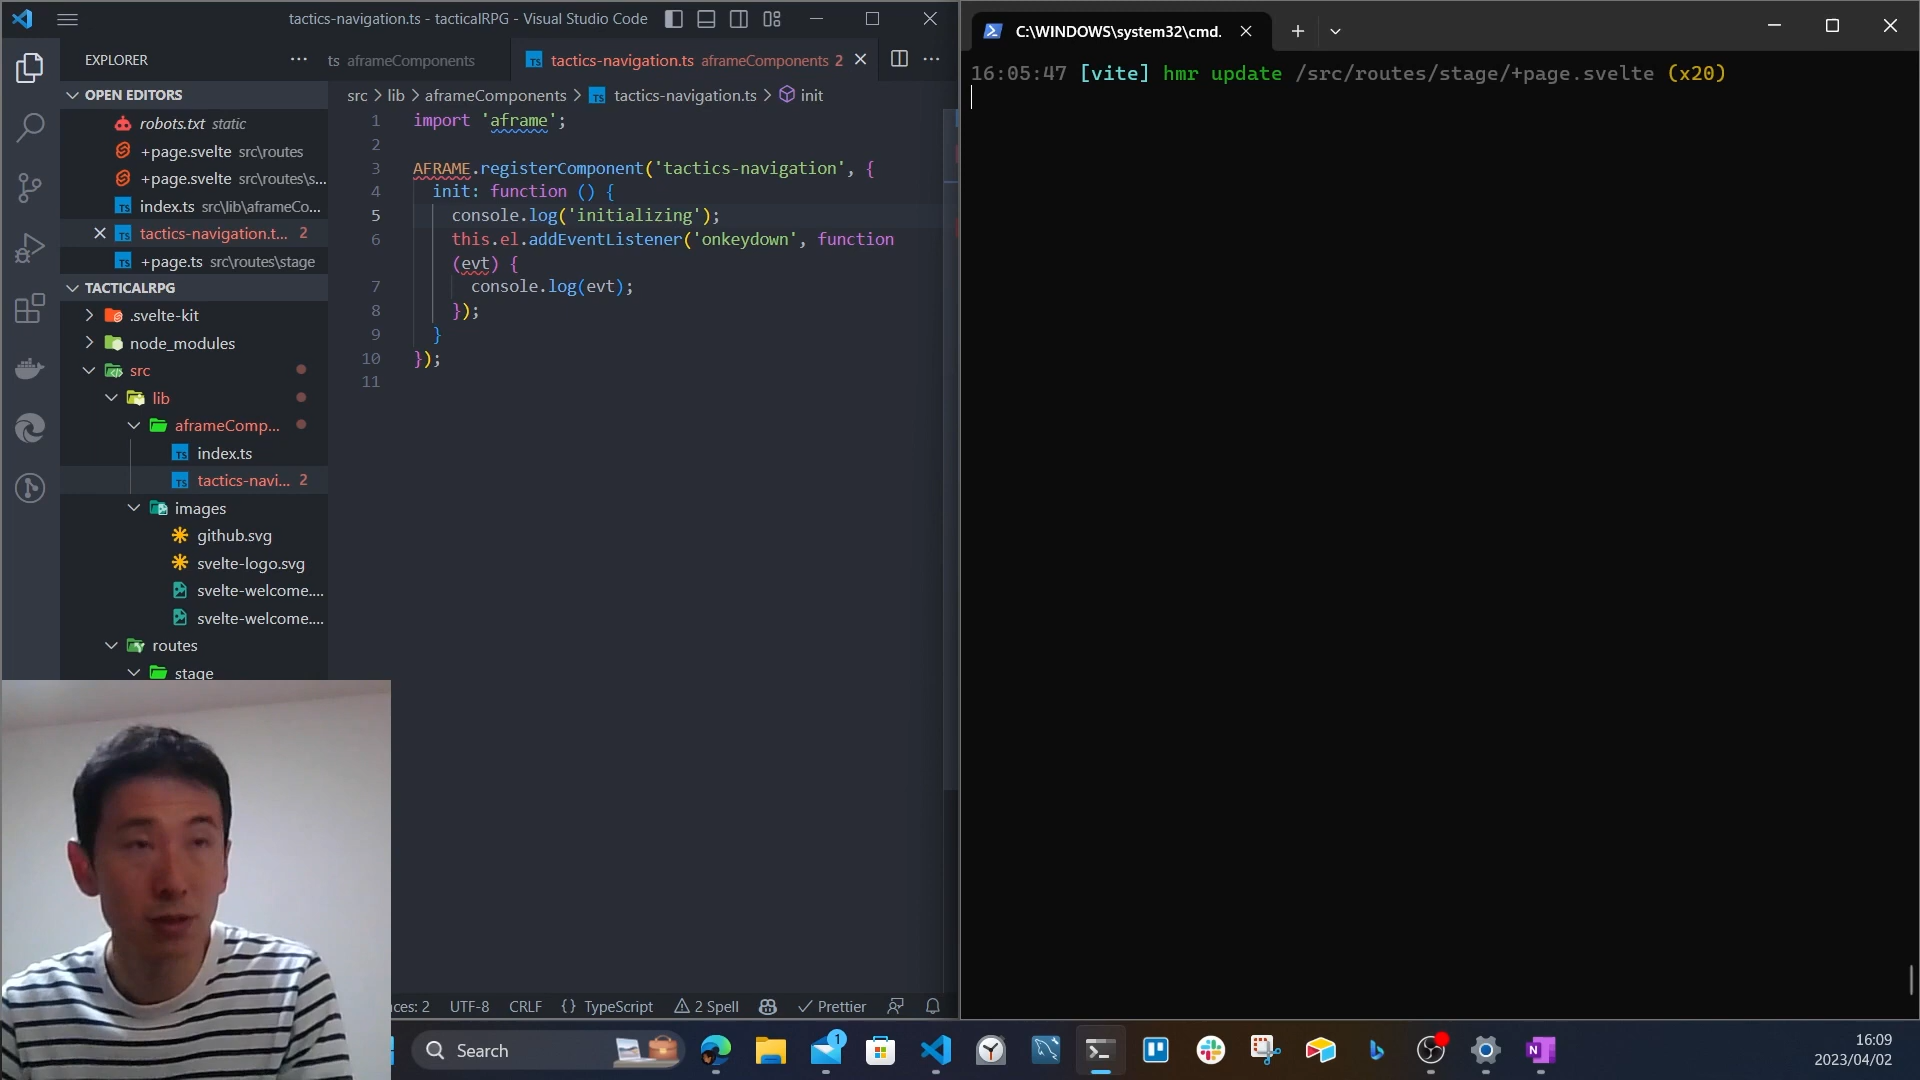 tactics-navigation.ts - tacticalRPG - Visual Studio Code
EXPLORER
ts aframeComponents
tactics-navigation.ts aframeComponents 2
OPEN EDITORS
robots.txt static
+page.svelte src\routes
+page.svelte src\routes\s...
index.ts src\lib\aframeCo...
tactics-navigation.t... 2
+page.ts src\routes\stage
TACTICALRPG
.svelte-kit
node_modules
src
lib
aframeComp...
index.ts
tactics-navi... 2
images
github.svg
svelte-logo.svg
svelte-welcome....
svelte-welcome....
routes
stage
src > lib > aframeComponents > TS tactics-navigation.ts > init
1 import 'aframe';
2
3 AFRAME.registerComponent('tactics-navigation', {
4 init: function () {
5 console.log('initializing');
6 this.el.addEventListener('onkeydown', function
(evt) {
7 console.log(evt);
8 });
9 }
10 });
11
ces: 2 UTF-8 CRLF {} TypeScript 2 Spell Prettier
C:\WINDOWS\system32\cmd.
16:05:47 [vite] hmr update /src/routes/stage/+page.svelte (x20)
Search
1
16:09
2023/04/02